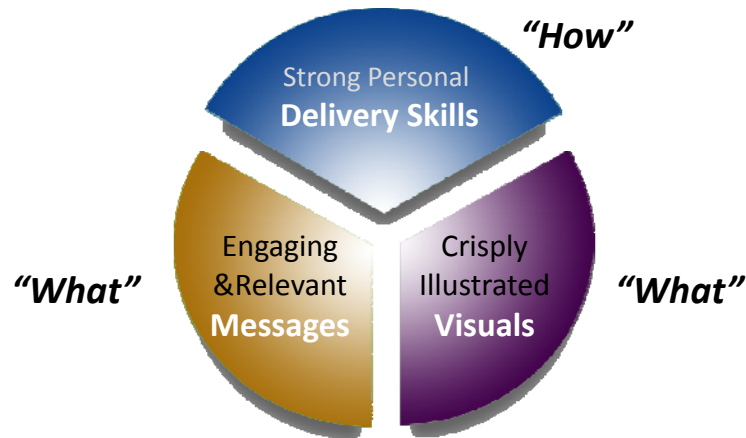 “How”
Strong Personal
Delivery Skills
Engaging
&Relevant
Messages
Crisply
Illustrated
Visuals
“What”
“What”